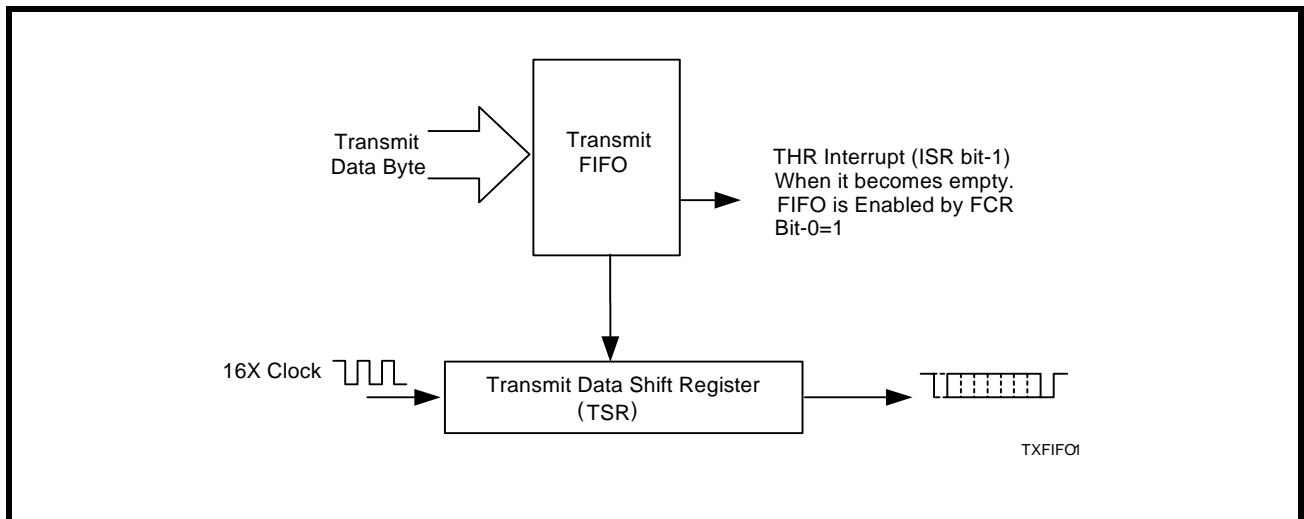 Transmit
Data Byte
Transmit
FIFO
THR Interrupt (ISR bit-1)
When it becomes empty.
FIFO is Enabled by FCR
Bit-0=1
16X Clock
Transmit Data Shift Register
(TSR)
TXFIFO1